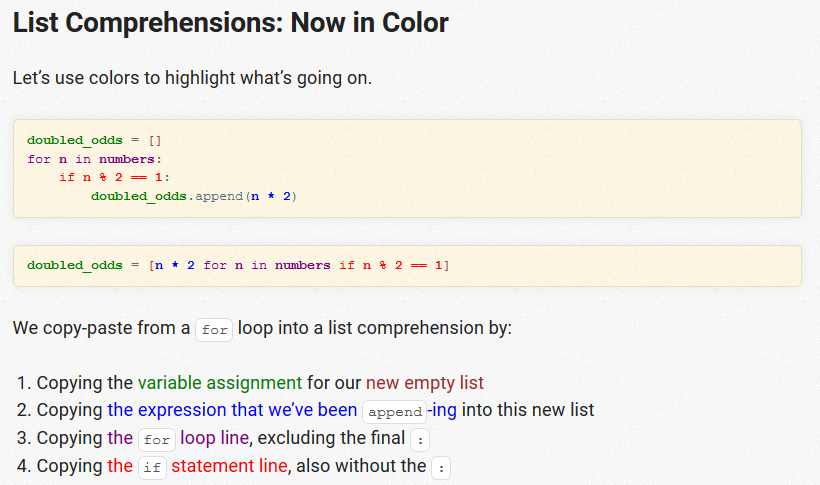 List Comprehensions: Now in Color
Let’s use colors to highlight what’s going on.
doubled_odds = []
for n in numbers:
    if n % 2 == 1:
        doubled_odds.append(n * 2)
doubled_odds = [n * 2 for n in numbers if n % 2 == 1]
We copy-paste from a for loop into a list comprehension by:
1. Copying the variable assignment for our new empty list
2. Copying the expression that we’ve been append-ing into this new list
3. Copying the for loop line, excluding the final :
4. Copying the if statement line, also without the :